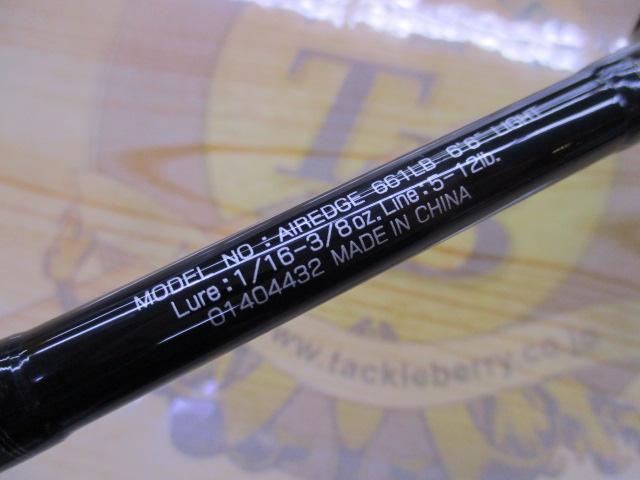 MODEL NO.: AIREDGE 661LB 6'6" LIGHT
Lure:1/16-3/8oz. Line:5-12lb.
01404432 MADE IN CHINA
TB
www.tackleberry.co.jp